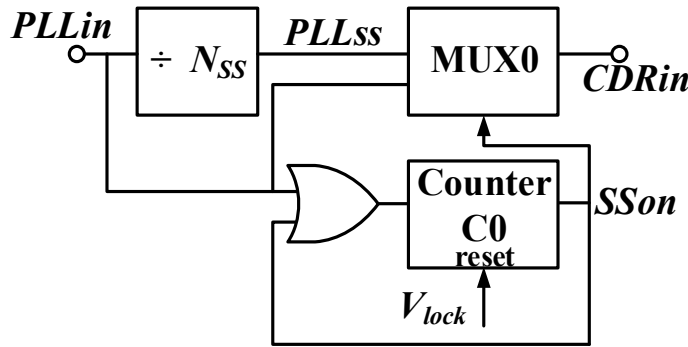 PLLin
÷ NSS
PLLss
MUX0
CDRin
Counter
C0
reset
SSon
Vlock